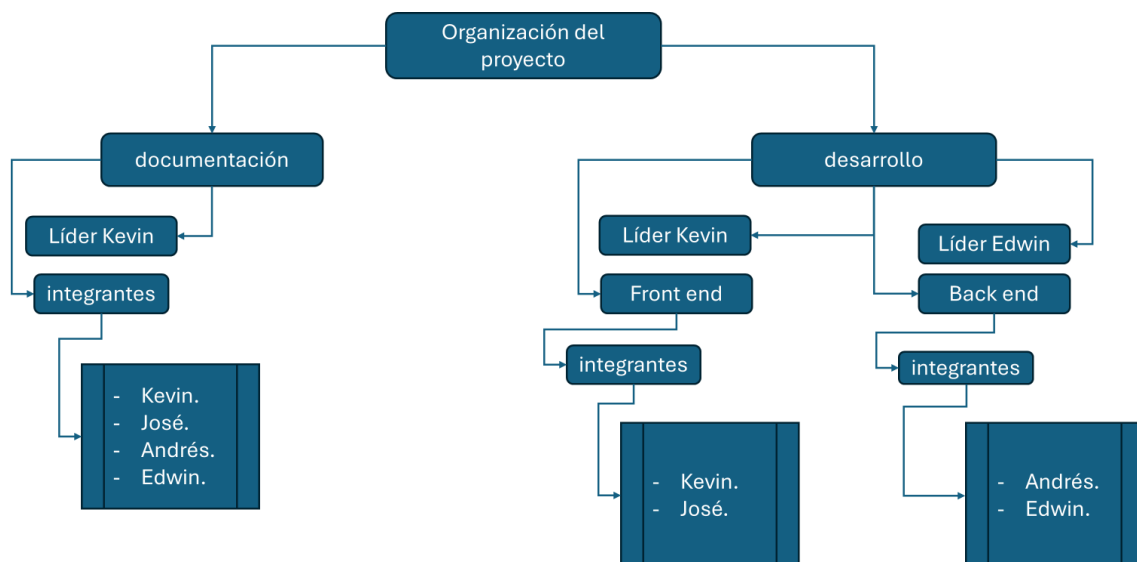 Organización del
proyecto
documentación
Líder Kevin
integrantes
- Kevin.
- José.
- Andrés.
- Edwin.
desarrollo
Líder Kevin
Front end
integrantes
- Kevin.
- José.
Líder Edwin
Back end
integrantes
- Andrés.
- Edwin.